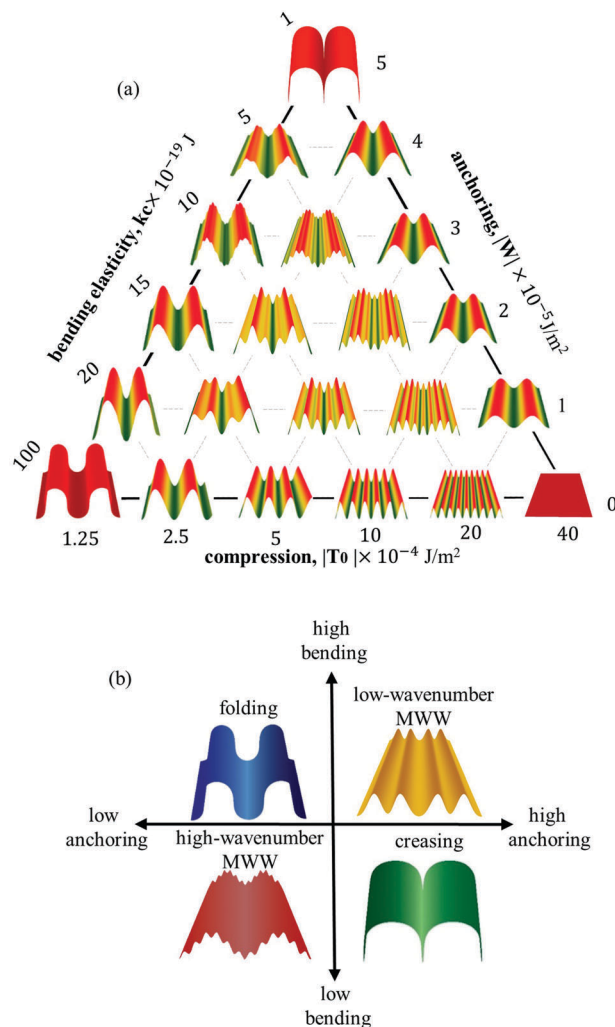 1
5
(a)
5
4
bending elasticity, kc× 10⁻¹⁹ J
anchoring, |W| × 10⁻⁵ J/m²
10
3
15
2
20
1
100
0
1.25
2.5
5
10
20
40
compression, |T₀ |× 10⁻⁴ J/m²
(b)
high
bending
folding
low-wavenumber
MWW
low
anchoring
high
anchoring
high-wavenumber
MWW
creasing
low
bending